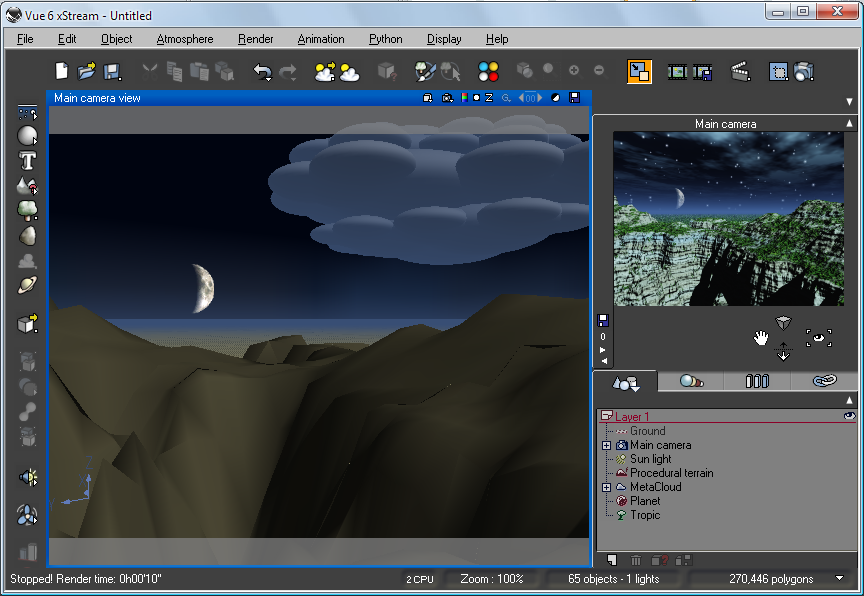 Vue 6 xStream - Untitled
File Edit Object Atmosphere Render Animation Python Display Help
Main camera view
Z G. 00
Main camera
T
0
Layer 1
Ground
Main camera
Sun light
Procedural terrain
MetaCloud
Planet
Tropic
Stopped! Render time: 0h00'10" 2 CPU Zoom : 100% 65 objects - 1 lights 270,446 polygons